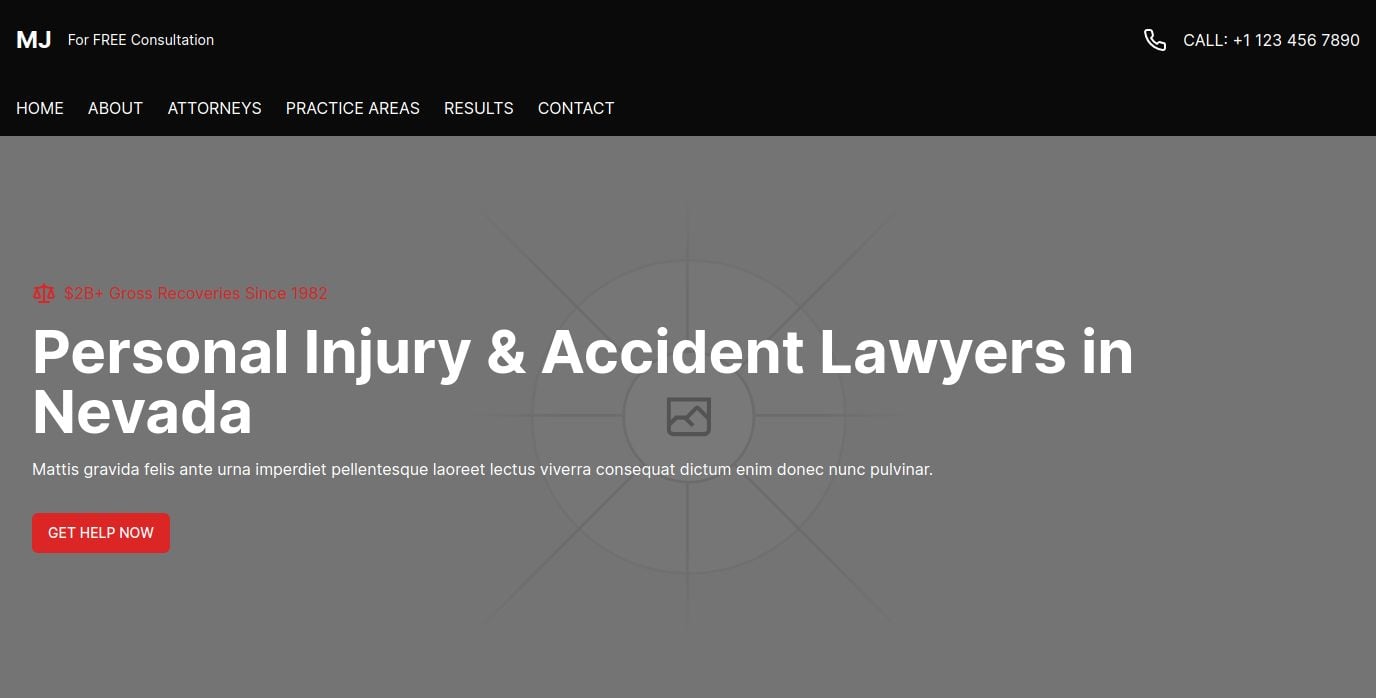 MJ For FREE Consultation CALL: +1 123 456 7890
HOME ABOUT ATTORNEYS PRACTICE AREAS RESULTS CONTACT
$2B+ Gross Recoveries Since 1982
Personal Injury & Accident Lawyers in
Nevada
Mattis gravida felis ante urna imperdiet pellentesque laoreet lectus viverra consequat dictum enim donec nunc pulvinar.
GET HELP NOW